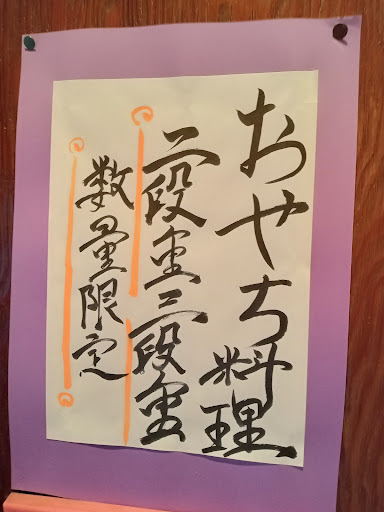 おせち料理
二段重 三段重
数量限定